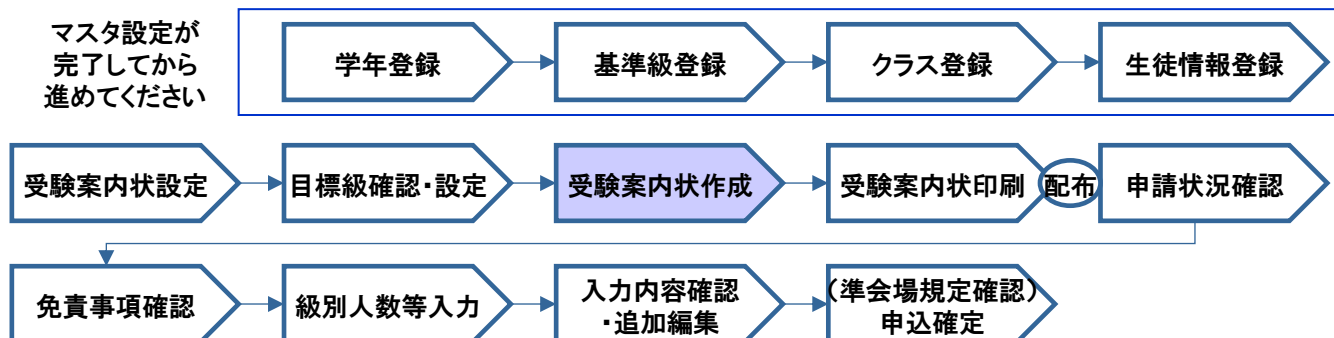 マスタ設定が
完了してから
進めてください
学年登録
基準級登録
クラス登録
生徒情報登録
受験案内状設定
目標級確認・設定
受験案内状作成
受験案内状印刷
配布
申請状況確認
免責事項確認
級別人数等入力
入力内容確認
・追加編集
（準会場規定確認）
申込確定